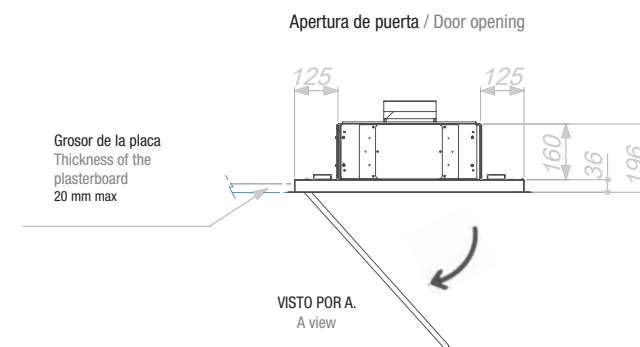 Apertura de puerta / Door opening
125
125
Grosor de la placa
Thickness of the
plasterboard
20 mm max
160
36
196
VISTO POR A.
A view